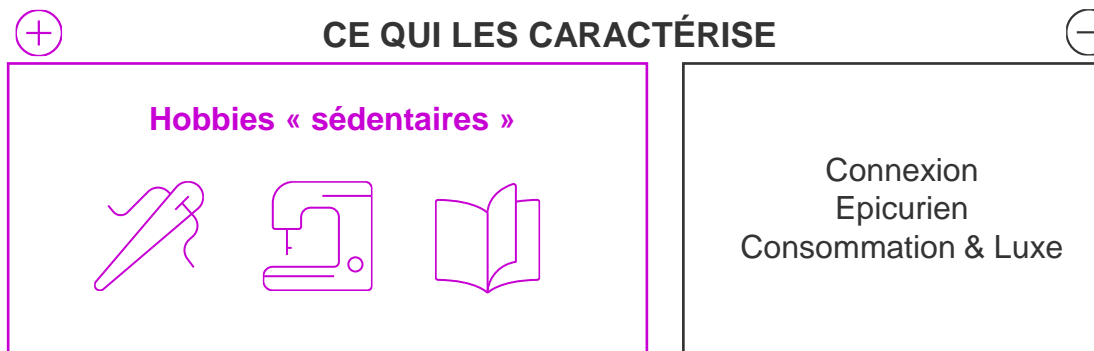 CE QUI LES CARACTÉRISE
Hobbies « sédentaires »
Connexion
Epicurien
Consommation & Luxe